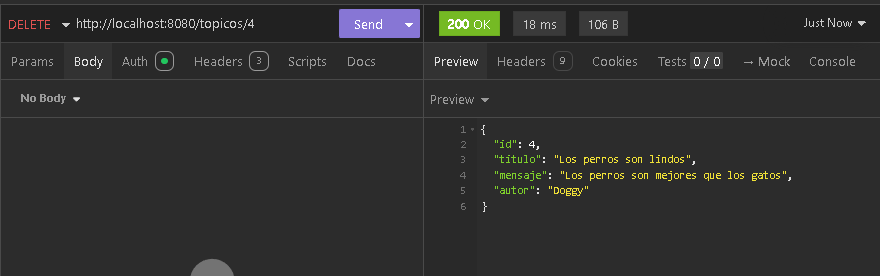 DELETE http://localhost:8080/topicos/4 Send 200 OK 18 ms 106 B Just Now
Params Body Auth Headers 3 Scripts Docs Preview Headers 9 Cookies Tests 0 / 0 → Mock Console
No Body Preview
1 {
2 "id": 4,
3 "titulo": "Los perros son lindos",
4 "mensaje": "Los perros son mejores que los gatos",
5 "autor": "Doggy"
6 }